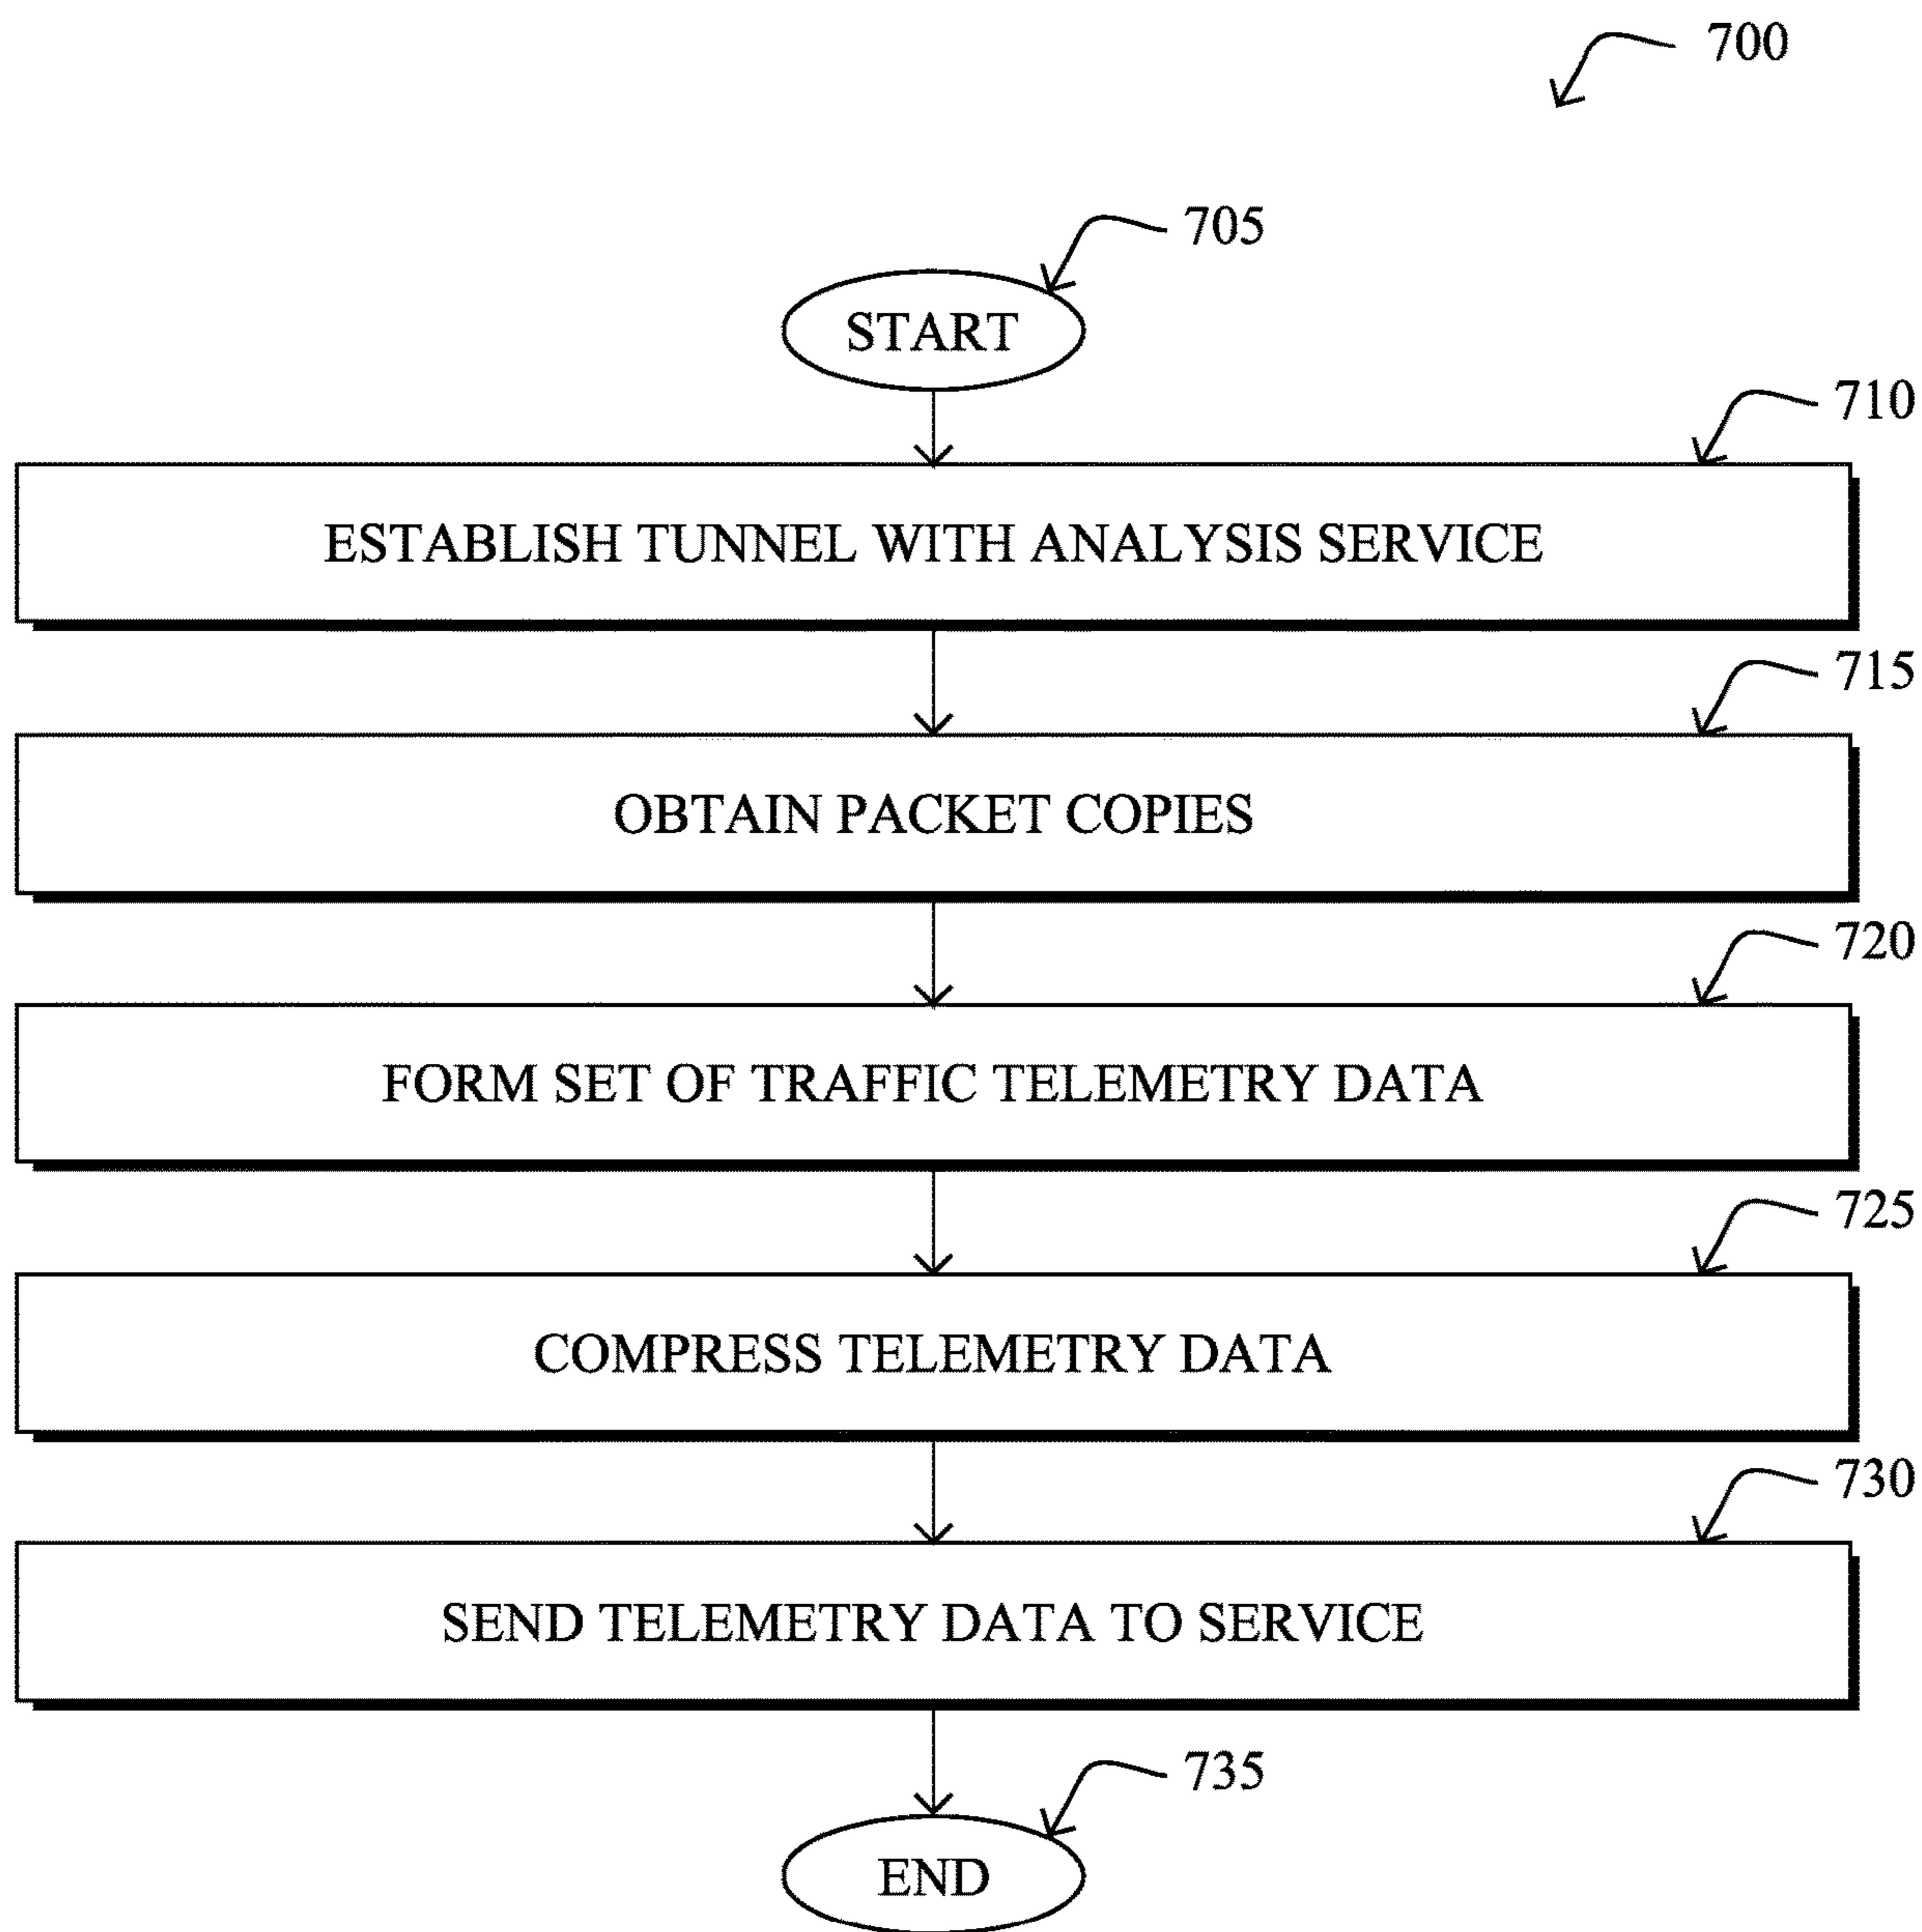 700
705
START
710
ESTABLISH TUNNEL WITH ANALYSIS SERVICE
715
OBTAIN PACKET COPIES
720
FORM SET OF TRAFFIC TELEMETRY DATA
725
COMPRESS TELEMETRY DATA
730
SEND TELEMETRY DATA TO SERVICE
735
END